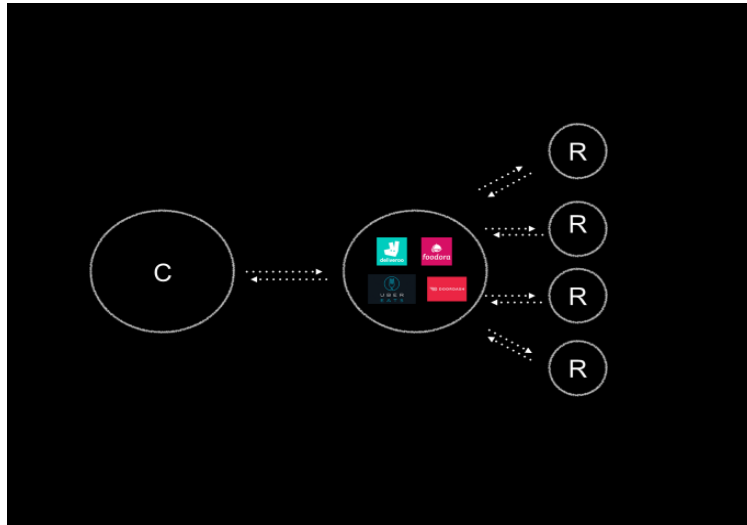 C
deliveroo
foodora
UBER
EATS
DOORDASH
R
R
R
R